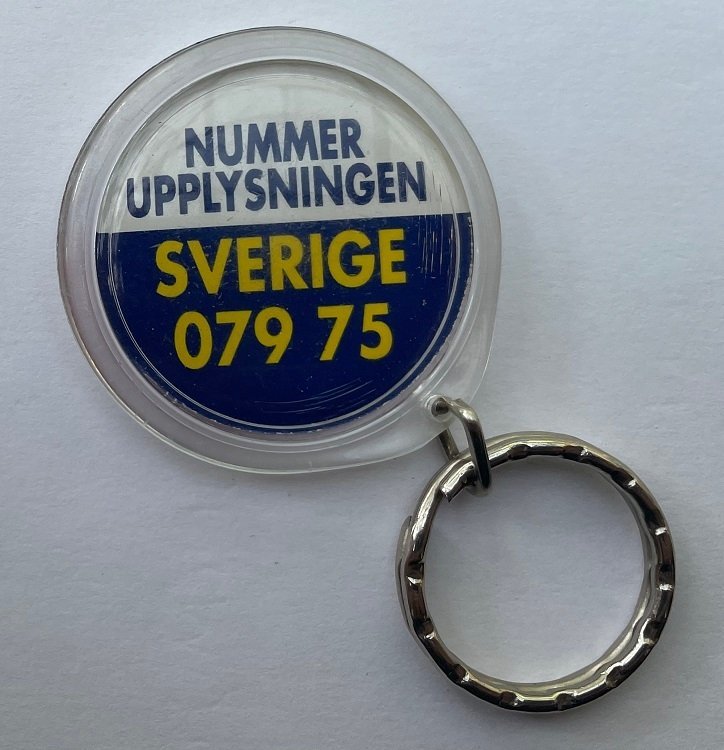 NUMMER
UPPLYSNINGEN
SVERIGE
079 75